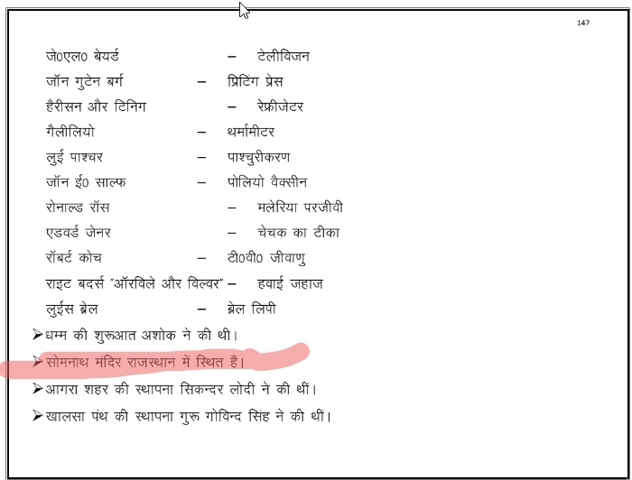 147
जे0एल0 बेयर्ड – टेलीविजन
जॉन गुटेन बर्ग – प्रिटिंग प्रेस
हैरीसन और टिनिग – रेफ्रीजेटर
गैलीलियो – थर्मामीटर
लुई पाश्चर – पाश्चुरीकरण
जॉन ई0 साल्फ – पोलियो वैक्सीन
रोनाल्ड रॉस – मलेरिया परजीवी
एडवर्ड जेनर – चेचक का टीका
रॉबर्ट कोच – टी0वी0 जीवाणु
राइट बदर्स "ऑरविले और विल्वर" – हवाई जहाज
लुईस ब्रेल – ब्रेल लिपी
➢धम्म की शुरूआत अशोक ने की थी।
➢सोमनाथ मंदिर राजस्थान में स्थित हैं।
➢आगरा शहर की स्थापना सिकन्दर लोदी ने की थीं।
➢खालसा पंथ की स्थापना गुरू गोविन्द सिंह ने की थीं।